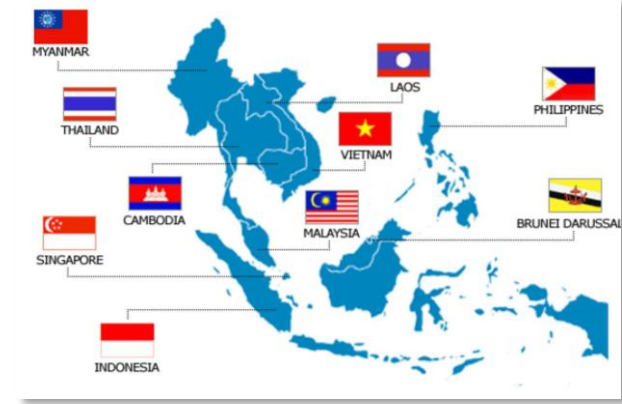 MYANMAR
LAOS
PHILIPPINES
THAILAND
VIETNAM
CAMBODIA
MALAYSIA
BRUNEI DARUSSAL
SINGAPORE
INDONESIA